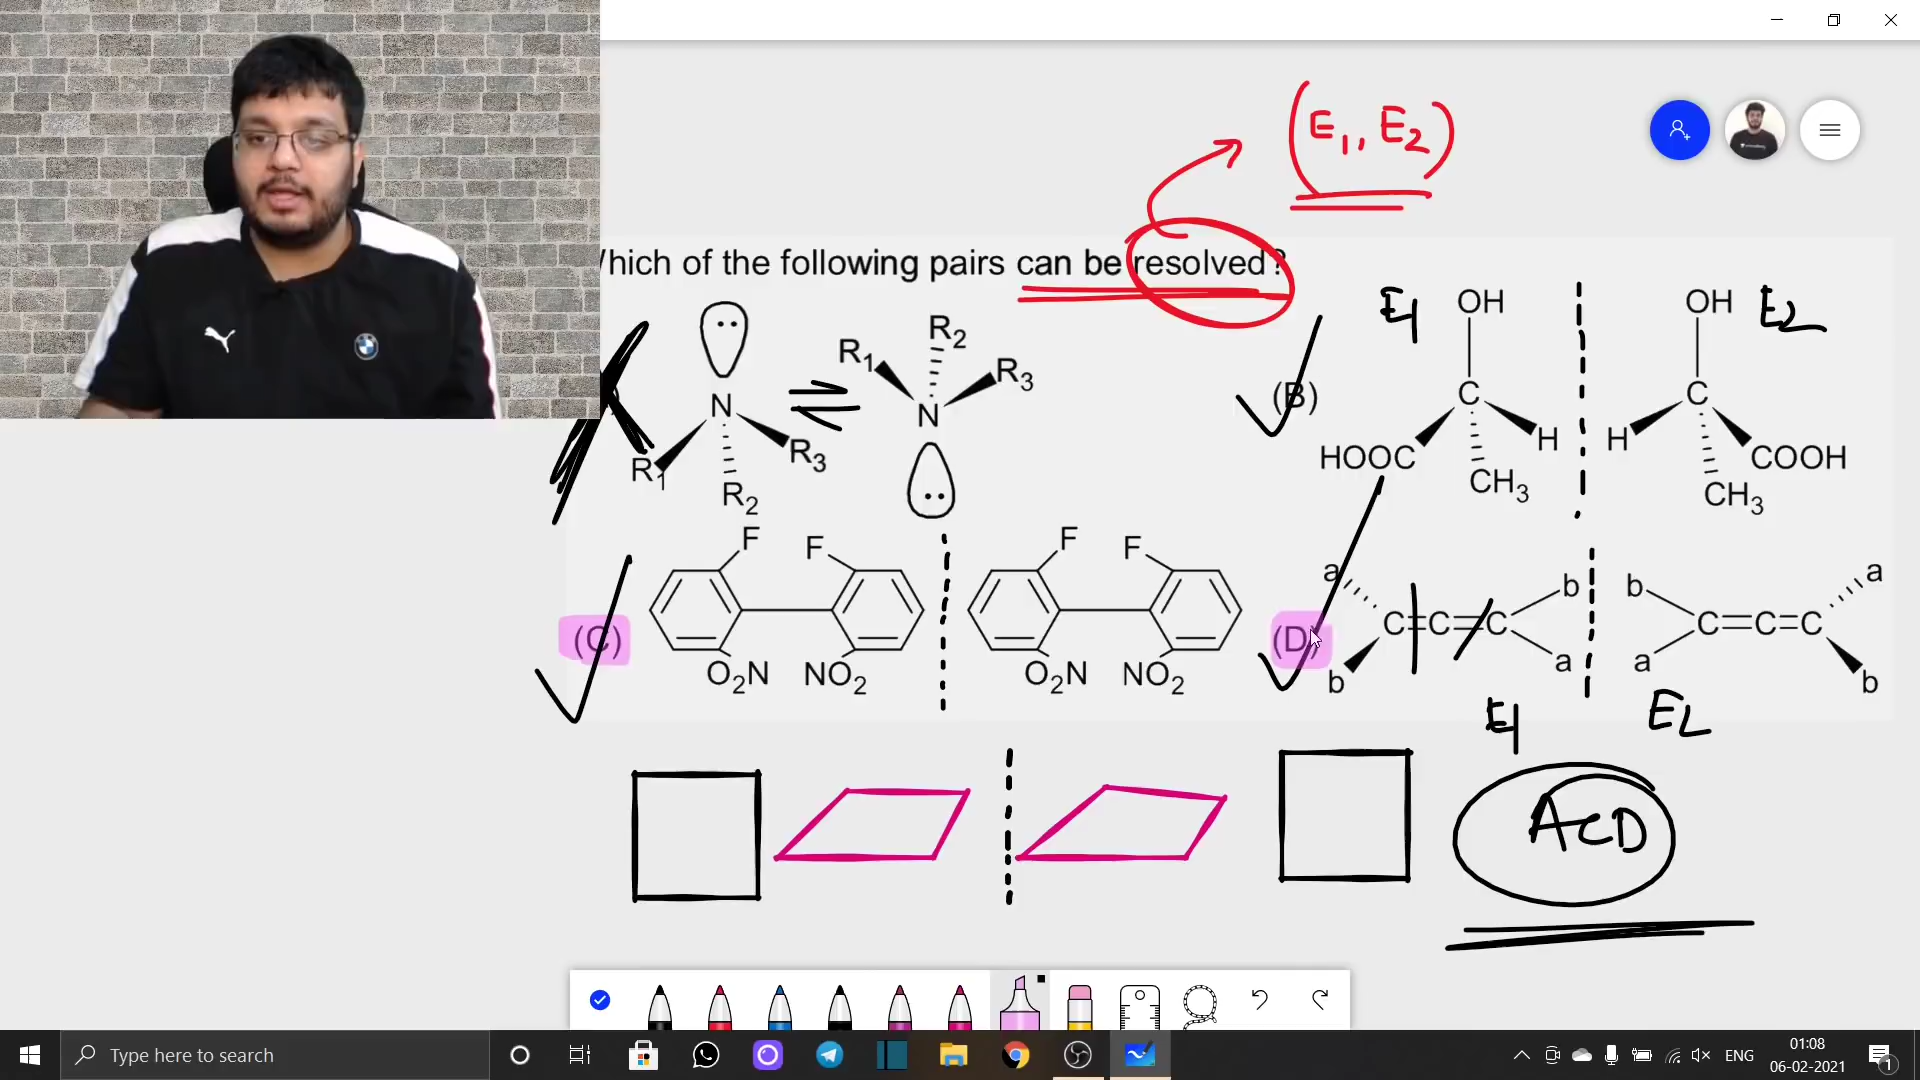 (E1, E2)
hich of the following pairs can be resolved?
E1 OH OH E2
R1 R2 R3 N
N R1 R2 R3
(B) C HOOC H CH3
C H COOH CH3
(C) F F O2N NO2
F F O2N NO2
(D) a b C=C=C b a
b a C=C=C a b
E1 E2
ACD
Type here to search
ENG
01:08
06-02-2021
1